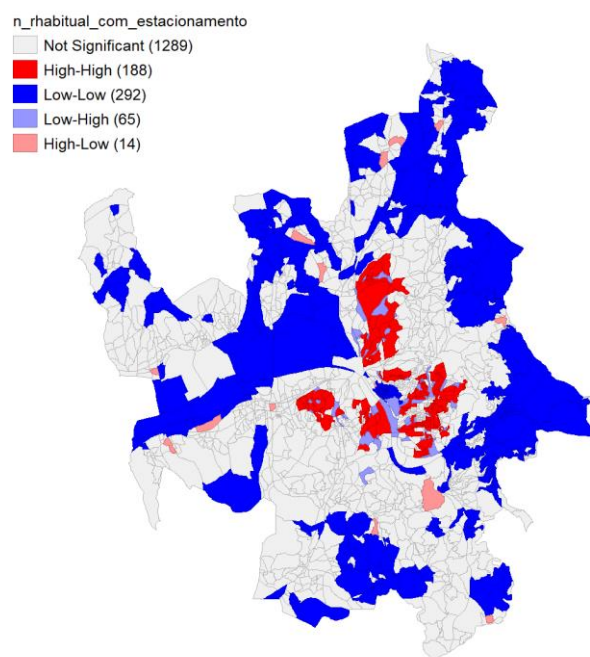 n_rhabitual_com_estacionamento
Not Significant (1289)
High-High (188)
Low-Low (292)
Low-High (65)
High-Low (14)